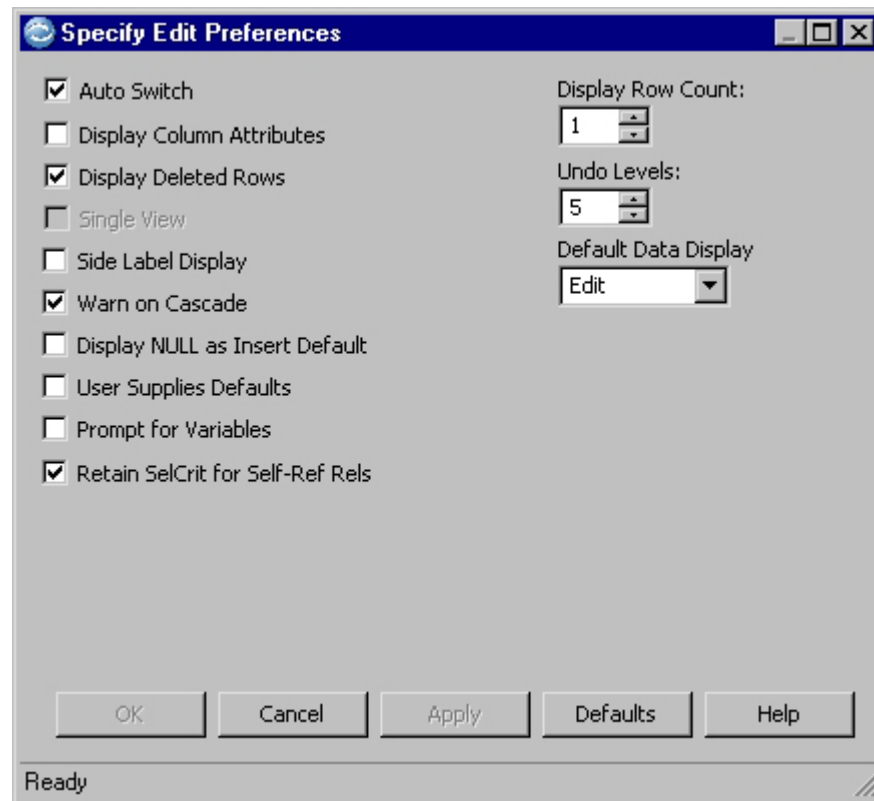 Specify Edit Preferences
Auto Switch
Display Column Attributes
Display Deleted Rows
Single View
Side Label Display
Warn on Cascade
Display NULL as Insert Default
User Supplies Defaults
Prompt for Variables
Retain SelCrit for Self-Ref Rels
Display Row Count:
1
Undo Levels:
5
Default Data Display
Edit
OK Cancel Apply Defaults Help
Ready